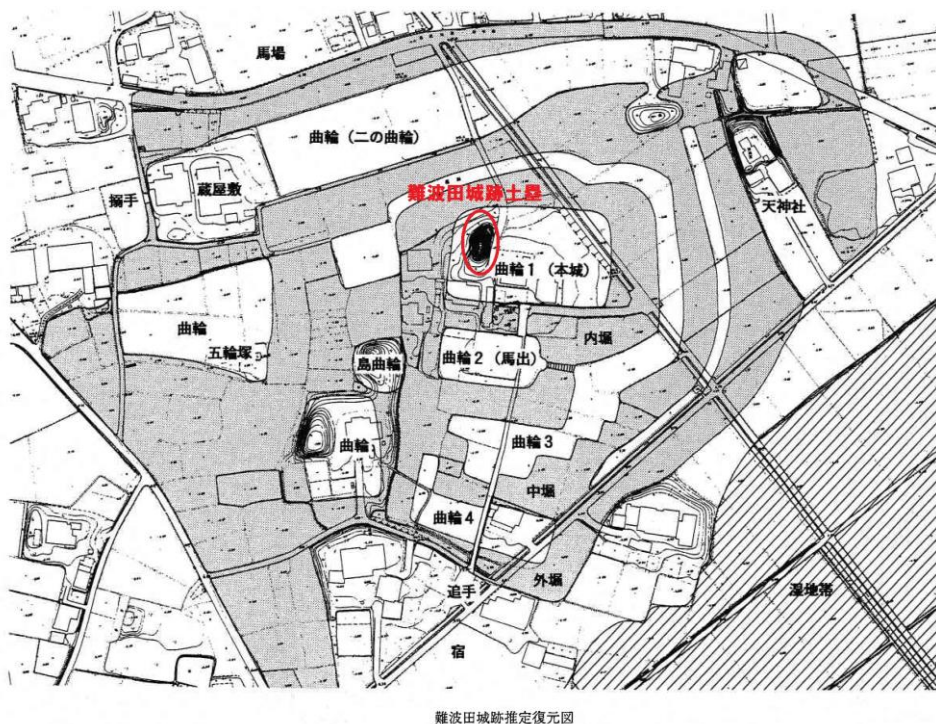 馬場
曲輪（二の曲輪）
蔵屋敷
搦手
難波田城跡土塁
天神社
曲輪1（本城）
曲輪
五輪塚
島曲輪
曲輪2（馬出）
内堀
曲輪
曲輪3
中堀
曲輪4
外堀
追手
湿地帯
宿
難波田城跡推定復元図